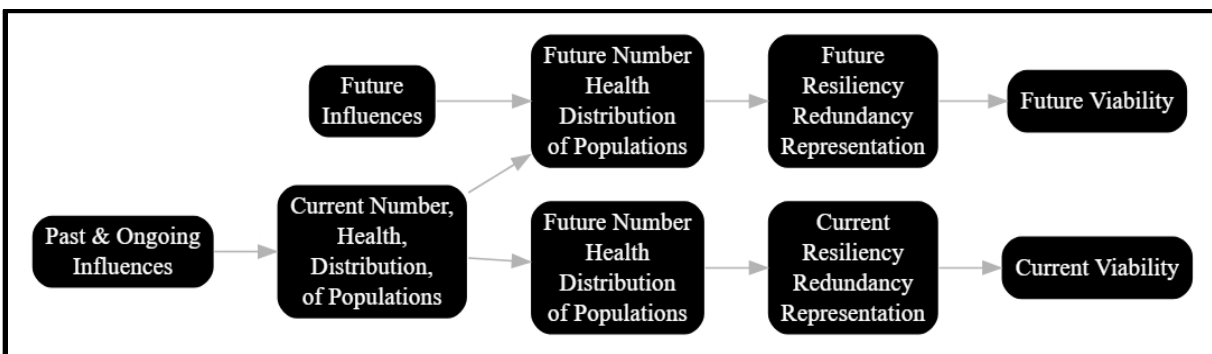 Future
Influences
Future Number
Health
Distribution
of Populations
Future
Resiliency
Redundancy
Representation
Future Viability
Past & Ongoing
Influences
Current Number,
Health,
Distribution,
of Populations
Future Number
Health
Distribution
of Populations
Current
Resiliency
Redundancy
Representation
Current Viability